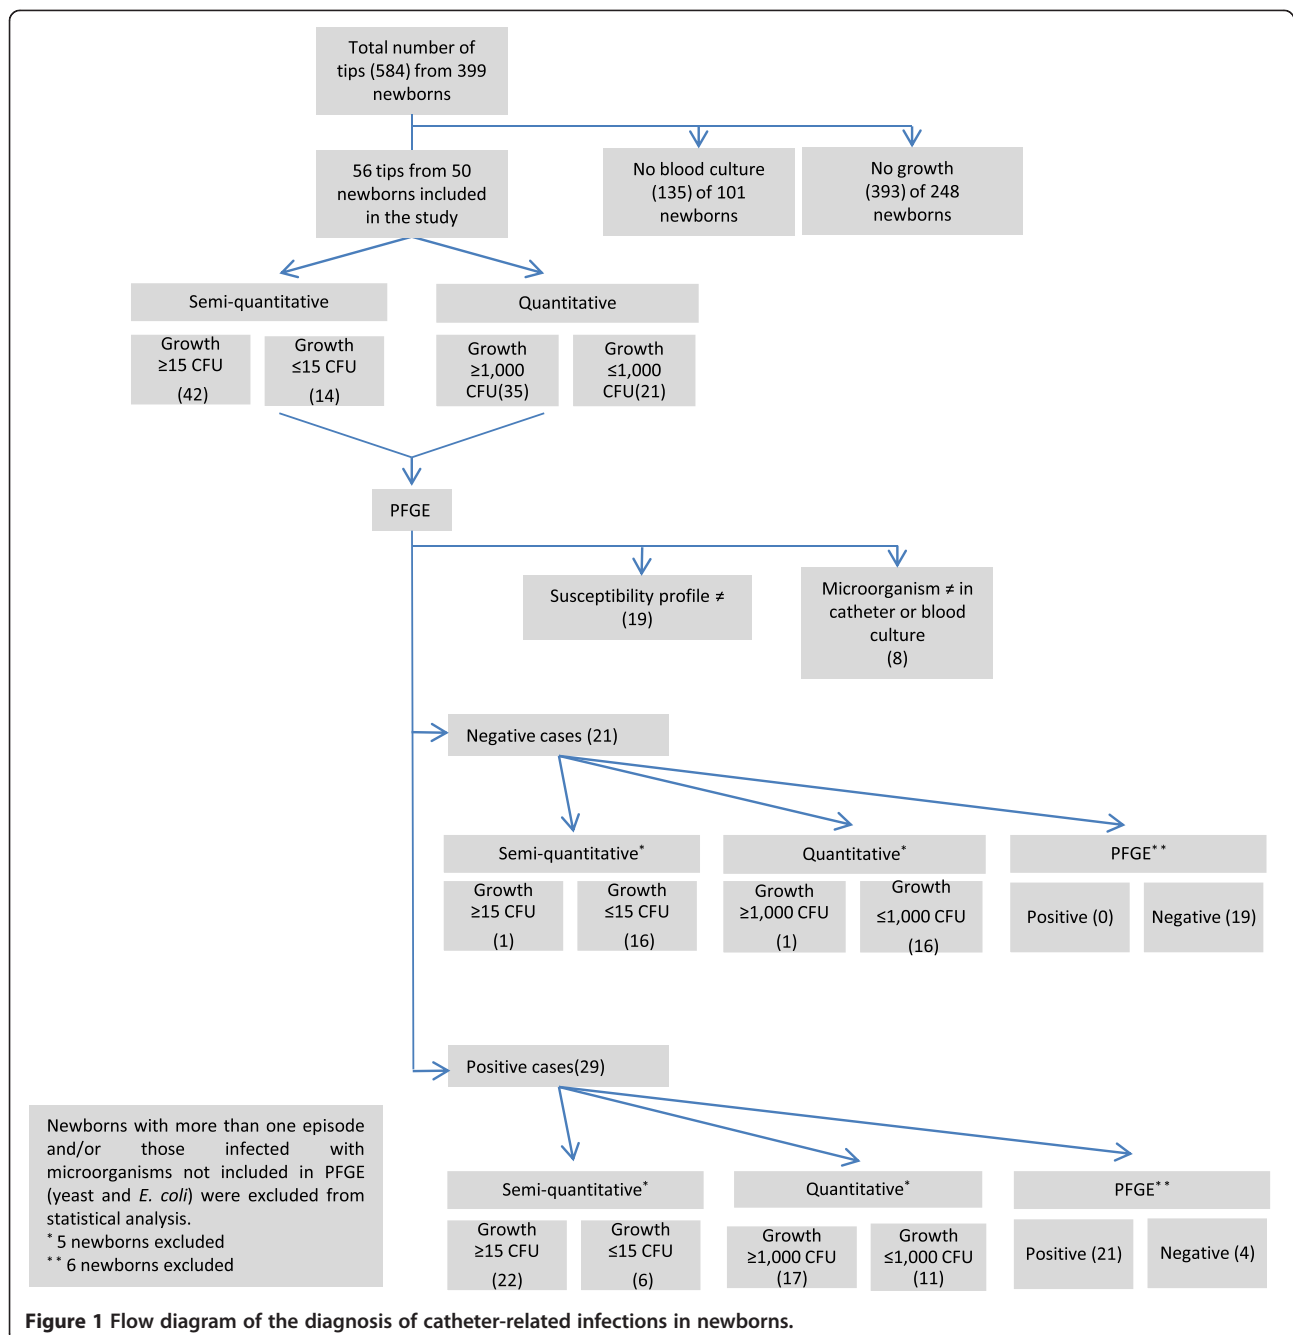 Total number of
tips (584) from 399
newborns
56 tips from 50
newborns included
in the study
No blood culture
(135) of 101
newborns
No growth
(393) of 248
newborns
Semi-quantitative
Quantitative
Growth
≥15 CFU
(42)
Growth
≤15 CFU
(14)
Growth
≥1,000
CFU(35)
Growth
≤1,000
CFU(21)
PFGE
Susceptibility profile ≠
(19)
Microorganism ≠ in
catheter or blood
culture
(8)
Negative cases (21)
Semi-quantitative*
Quantitative*
PFGE**
Growth
≥15 CFU
(1)
Growth
≤15 CFU
(16)
Growth
≥1,000 CFU
(1)
Growth
≤1,000 CFU
(16)
Positive (0)
Negative (19)
Positive cases(29)
Semi-quantitative*
Quantitative*
PFGE**
Growth
≥15 CFU
(22)
Growth
≤15 CFU
(6)
Growth
≥1,000 CFU
(17)
Growth
≤1,000 CFU
(11)
Positive (21)
Negative (4)
Newborns with more than one episode
and/or those infected with
microorganisms not included in PFGE
(yeast and E. coli) were excluded from
statistical analysis.
* 5 newborns excluded
** 6 newborns excluded
Figure 1 Flow diagram of the diagnosis of catheter-related infections in newborns.